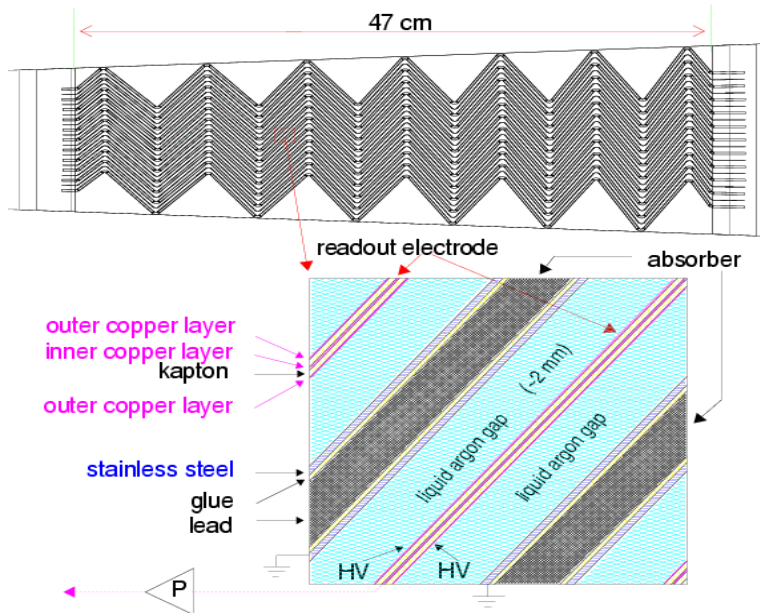 47 cm
readout electrode
absorber
outer copper layer
inner copper layer
kapton
outer copper layer
(~2 mm)
liquid argon gap
liquid argon gap
stainless steel
glue
lead
HV
HV
P